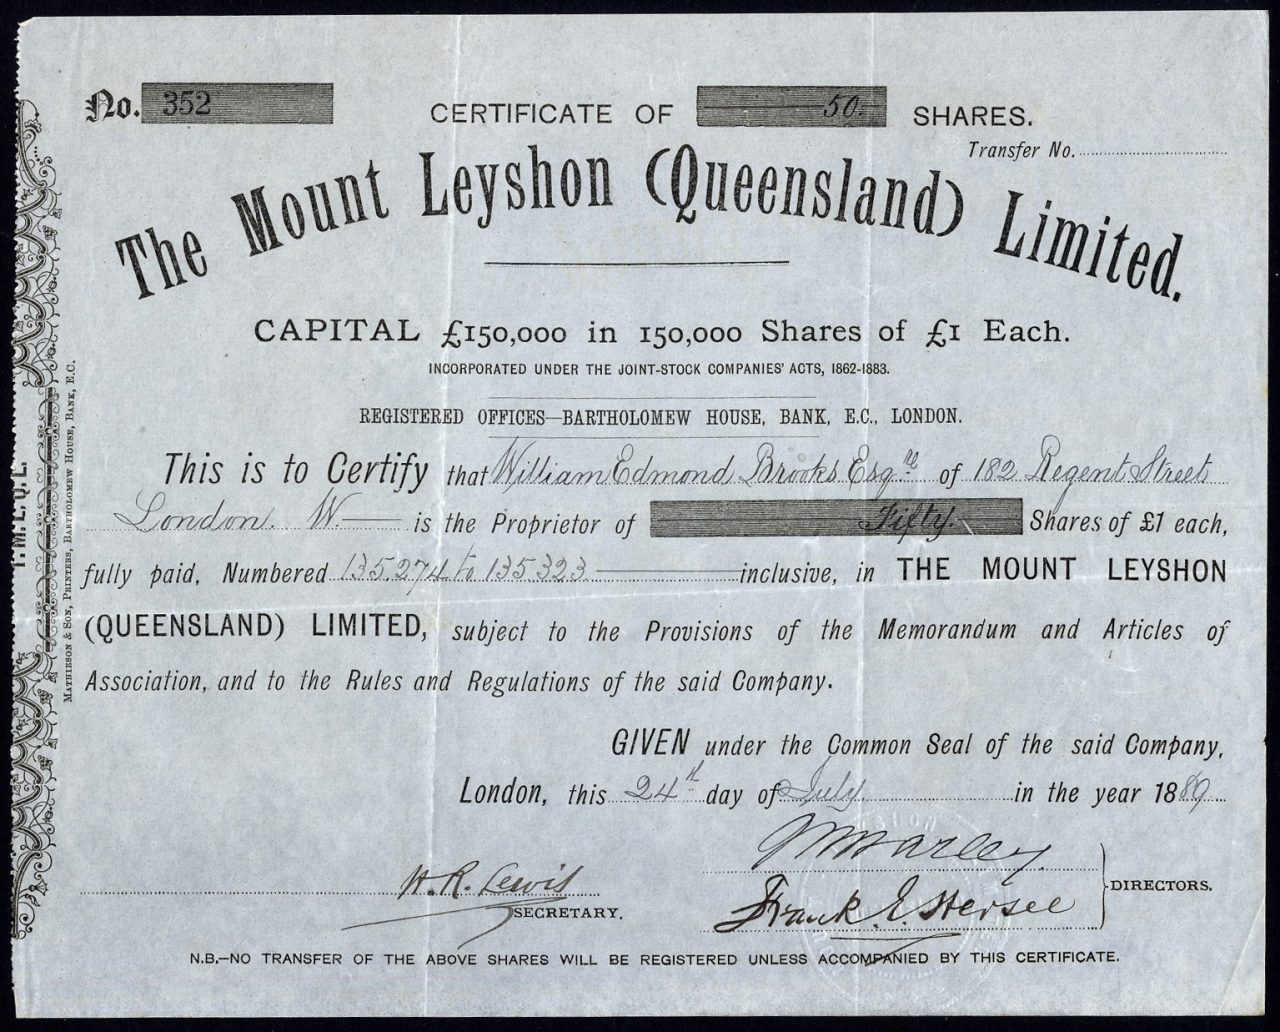 No. 352 CERTIFICATE OF 50. SHARES.
Transfer No.
The Mount Leyshon (Queensland) Limited.
CAPITAL £150,000 in 150,000 Shares of £1 Each.
INCORPORATED UNDER THE JOINT-STOCK COMPANIES' ACTS, 1862-1883.
REGISTERED OFFICES—BARTHOLOMEW HOUSE, BANK, E.C., LONDON.
This is to Certify that William Edmond Brooks Esqre of 182 Regent Street
London. W. is the Proprietor of Fifty. Shares of £1 each,
fully paid, Numbered 135.274 to 135323 inclusive, in THE MOUNT LEYSHON
(QUEENSLAND) LIMITED, subject to the Provisions of the Memorandum and Articles of
Association, and to the Rules and Regulations of the said Company.
GIVEN under the Common Seal of the said Company,
London, this 24th day of July. in the year 1889
H. R. Lewis
SECRETARY.
Frank E. Hersee
DIRECTORS.
N.B.—NO TRANSFER OF THE ABOVE SHARES WILL BE REGISTERED UNLESS ACCOMPANIED BY THIS CERTIFICATE.
MATHIESON & SON, PRINTERS, BARTHOLOMEW HOUSE, BANK, E.C.